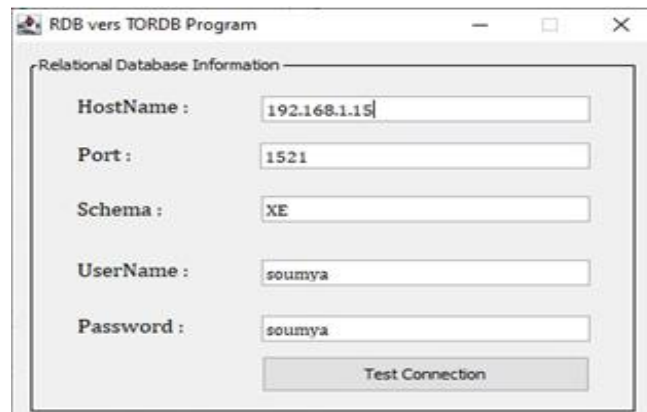 RDB vers TORDB Program
Relational Database Information
HostName : 192.168.1.15
Port : 1521
Schema : XE
UserName : soumya
Password : soumya
Test Connection